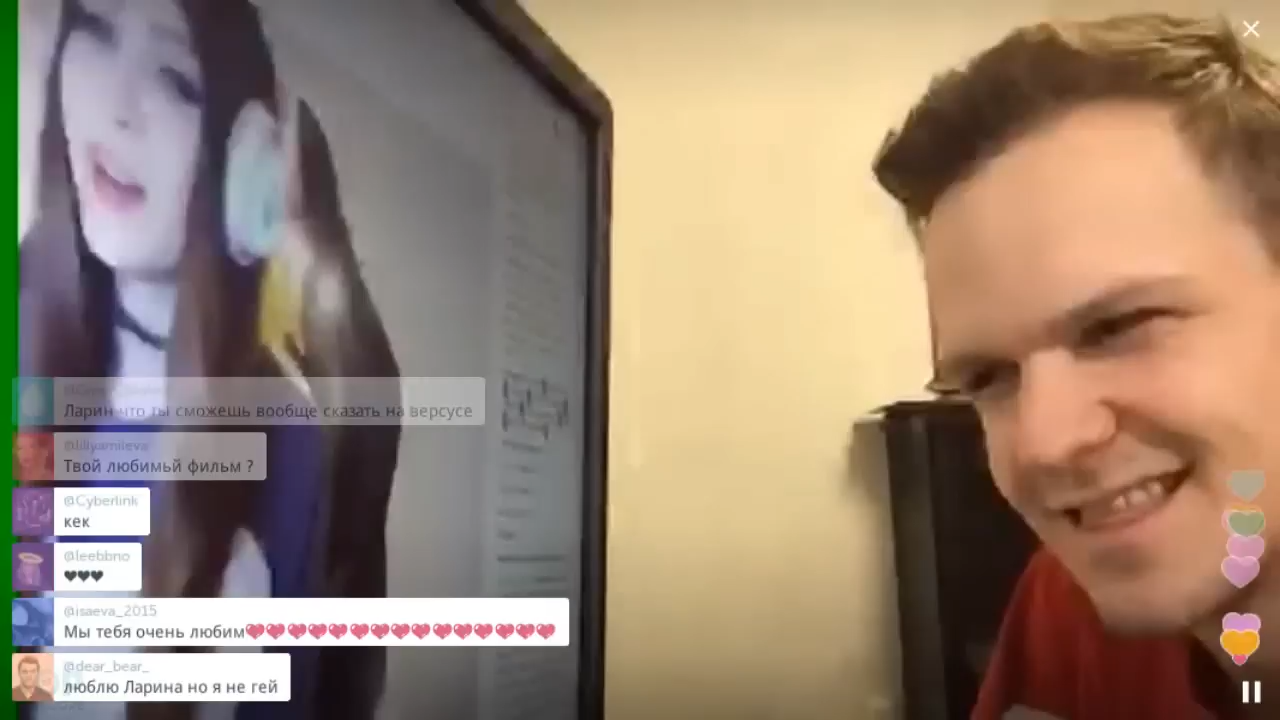 Ларин что ты сможешь вообще сказать на версусе
@liliyamileva
Твой любимьй фильм ?
@Cyberlink
кек
@leebbno
❤❤❤
@isaeva_2015
Мы тебя очень любим💓💓💓💓💓💓💓💓💓💓💓💓💓💓💓
@dear_bear_
люблю Ларина но я не гей